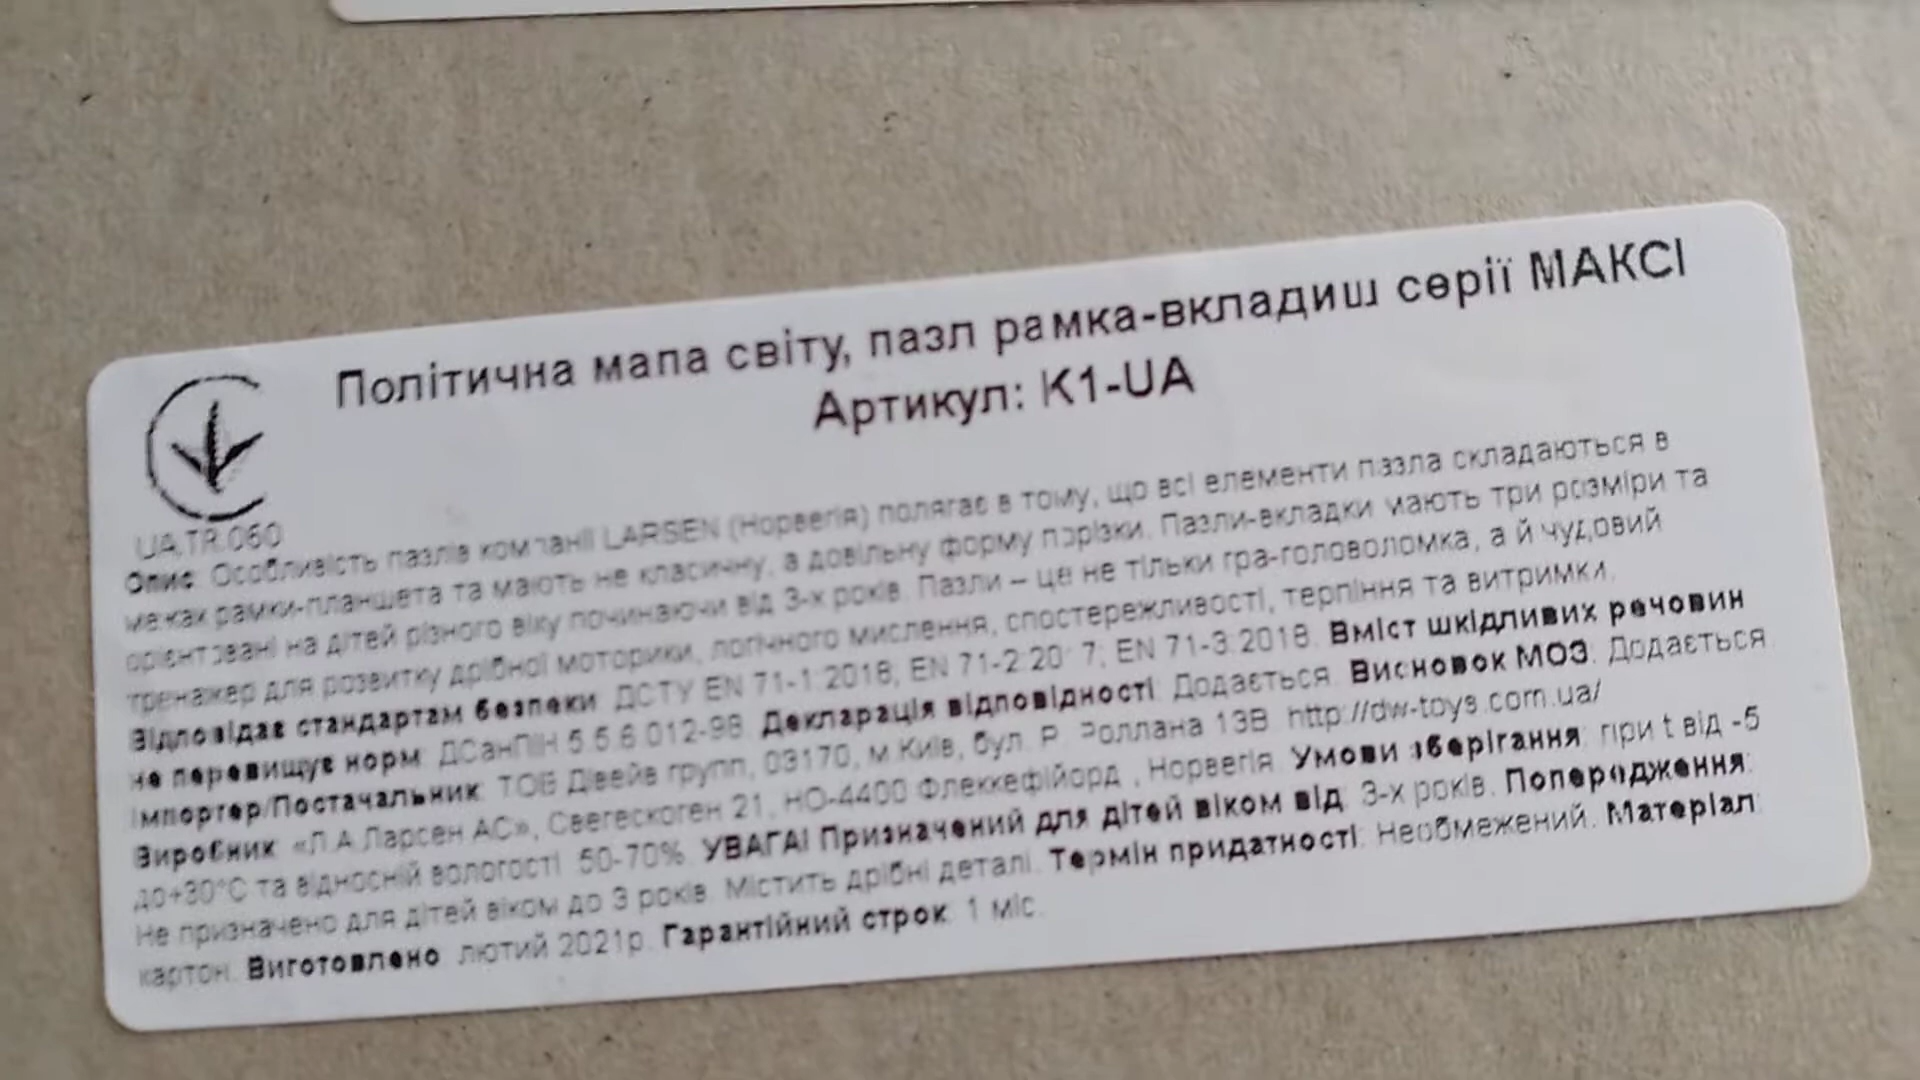 Політична мапа світу, пазл рамка-вкладиш серії МАКСІ
Артикул: K1-UA
UA.TR.060
Опис: Особливість пазлів компанії LARSEN (Норвегія) полягає в тому, що всі елементи пазла складаються в
межах рамки-планшета та мають не класичну, а довільну форму порізки. Пазли-вкладки мають три розміри та
орієнтовані на дітей різного віку починаючи від 3-х років. Пазли – це не тільки гра-головоломка, а й чудовий
тренажер для розвитку дрібної моторики, логічного мислення, спостережливості, терпіння та витримки.
Відповідає стандартам безпеки: ДСТУ EN 71-1:2018; EN 71-2:2017; EN 71-3:2018. Вміст шкідливих речовин
не перевищує норм: ДСанПІН 5.5.6.012-98. Декларація відповідності: Додається. Висновок МОЗ: Додається.
Імпортер/Постачальник: ТОВ Дівейв групп, 03170, м.Київ, бул. Р. Роллана 13В. http://dw-toys.com.ua/
Виробник: «Л.А.Ларсен АС», Свегескоген 21, НО-4400 Флеккефійорд , Норвегія. Умови зберігання: при t від -5
до+30°С та відносній вологості 50-70%. УВАГА! Призначений для дітей віком від: 3-х років. Попередження:
Не призначено для дітей віком до 3 років. Містить дрібні деталі. Термін придатності: Необмежений. Матеріал:
картон. Виготовлено: лютий 2021р. Гарантійний строк: 1 міс.